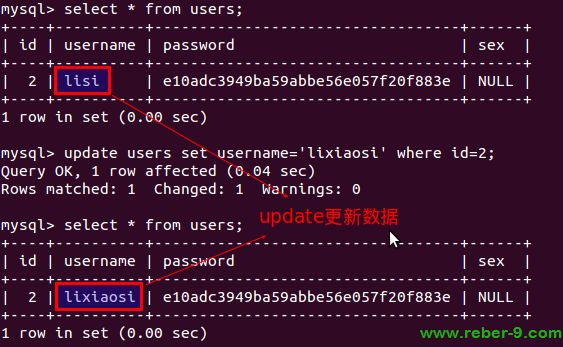 mysql> select * from users;
+----+----------+----------------------------------+------+
| id | username | password                         | sex  |
+----+----------+----------------------------------+------+
|  2 | lisi     | e10adc3949ba59abbe56e057f20f883e | NULL |
+----+----------+----------------------------------+------+
1 row in set (0.00 sec)
mysql> update users set username='lixiaosi' where id=2;
Query OK, 1 row affected (0.04 sec)
Rows matched: 1  Changed: 1  Warnings: 0
update更新数据
mysql> select * from users;
+----+----------+----------------------------------+------+
| id | username | password                         | sex  |
+----+----------+----------------------------------+------+
|  2 | lixiaosi | e10adc3949ba59abbe56e057f20f883e | NULL |
+----+----------+----------------------------------+------+
1 row in set (0.00 sec)
www.reber-9.com